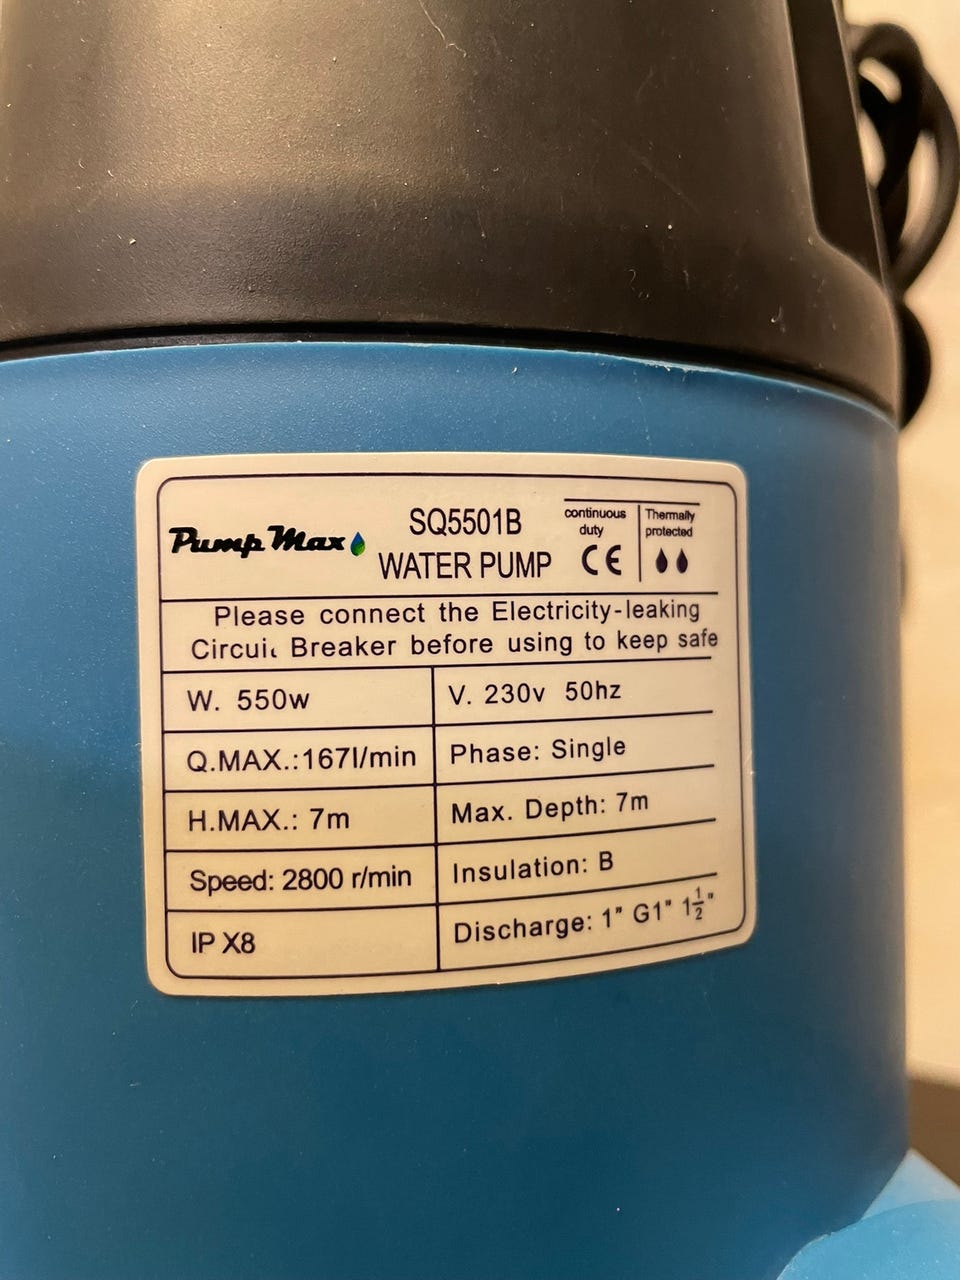 Pump Max
SQ5501B
WATER PUMP
continuous
duty
CE
Thermally
protected
Please connect the Electricity-leaking
Circuit Breaker before using to keep safe
W. 550w
V. 230v 50hz
Q.MAX.:167l/min
Phase: Single
H.MAX.: 7m
Max. Depth: 7m
Speed: 2800 r/min
Insulation: B
IP X8
Discharge: 1" G1" 1½"